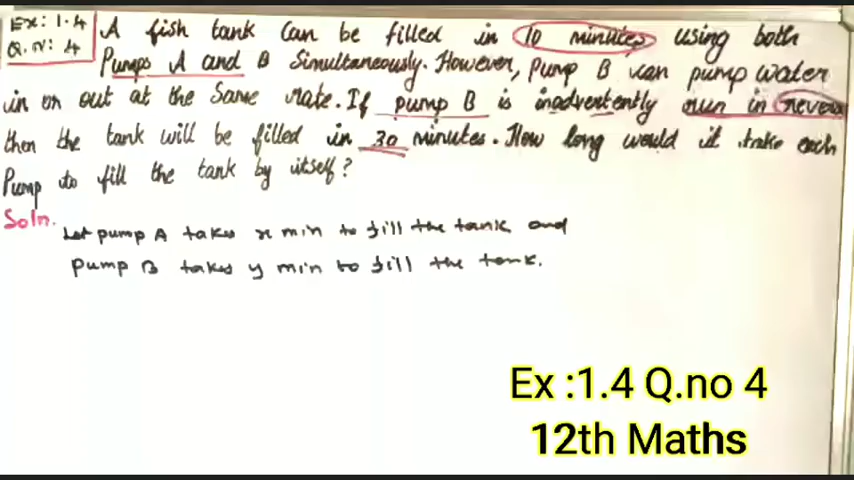 Ex: 1.4
Q.N: 4
A fish tank can be filled in 10 minutes using both
Pumps A and B Simultaneously. However, pump B can pump water
in or out at the same rate. If pump B is inadvertently run in reverse
then the tank will be filled in 30 minutes. How long would it take each
Pump to fill the tank by itself?
Soln.
Let pump A takes x min to fill the tank and
Pump B takes y min to fill the tank.
Ex :1.4 Q.no 4
12th Maths